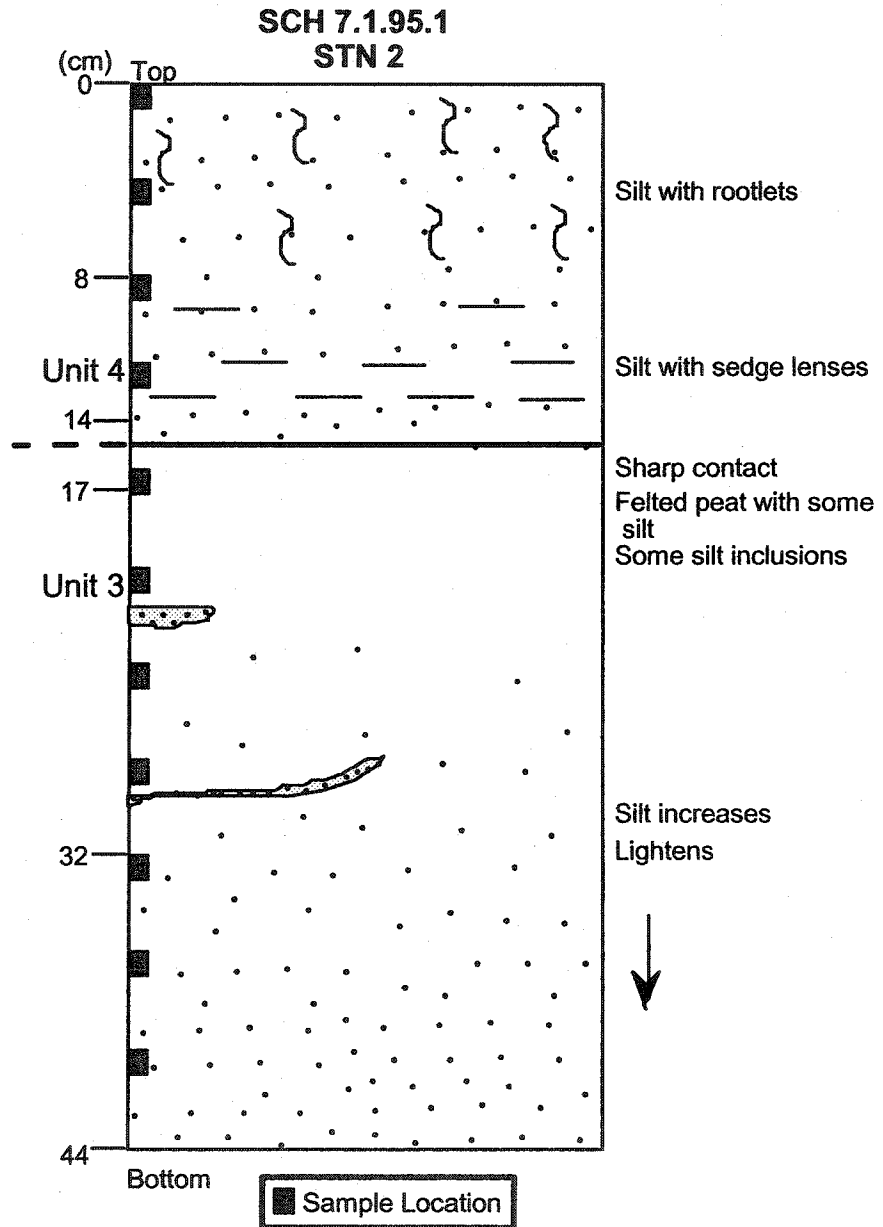 SCH 7.1.95.1
STN 2
(cm)
Top
0
Silt with rootlets
8
Unit 4
Silt with sedge lenses
14
Sharp contact
17
Felted peat with some
silt
Some silt inclusions
Unit 3
Silt increases
32
Lightens
44
Bottom
Sample Location